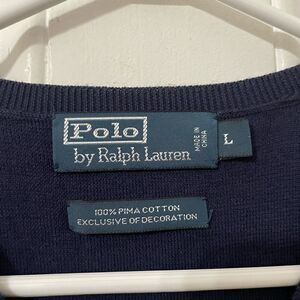 Polo
by Ralph Lauren
MADE IN
CHINA
L
100% PIMA COTTON
EXCLUSIVE OF DECORATION